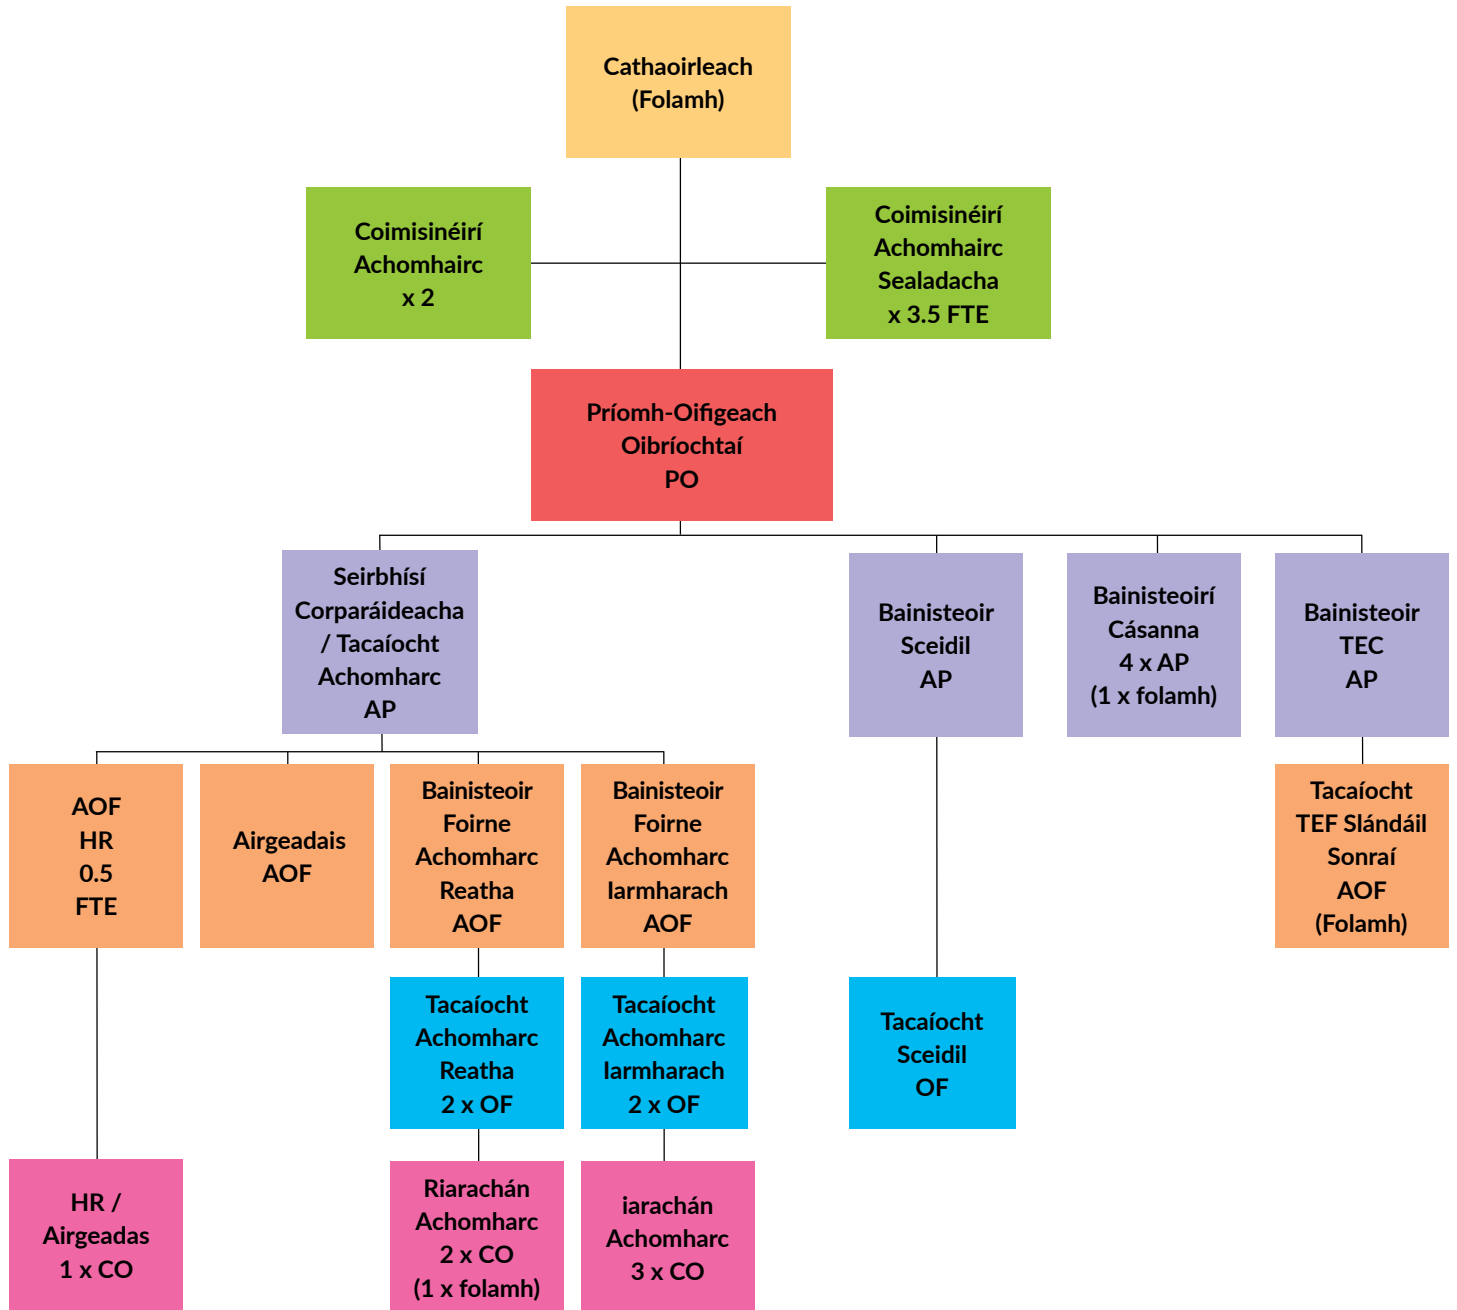 Cathaoirleach
(Folamh)
Coimisinéirí
Achomhairc
x 2
Coimisinéirí
Achomhairc
Sealadacha
x 3.5 FTE
Príomh-Oifigeach
Oibríochtaí
PO
Seirbhísí
Corparáideacha
/ Tacaíocht
Achomharc
AP
Bainisteoir
Sceidil
AP
Bainisteoirí
Cásanna
4 x AP
(1 x folamh)
Bainisteoir
TEC
AP
AOF
HR
0.5
FTE
Airgeadais
AOF
Bainisteoir
Foirne
Achomharc
Reatha
AOF
Bainisteoir
Foirne
Achomharc
Iarmharach
AOF
Tacaíocht
TEF Slándáil
Sonraí
AOF
(Folamh)
Tacaíocht
Achomharc
Reatha
2 x OF
Tacaíocht
Achomharc
Iarmharach
2 x OF
Tacaíocht
Sceidil
OF
HR /
Airgeadas
1 x CO
Riarachán
Achomharc
2 x CO
(1 x folamh)
iarachán
Achomharc
3 x CO